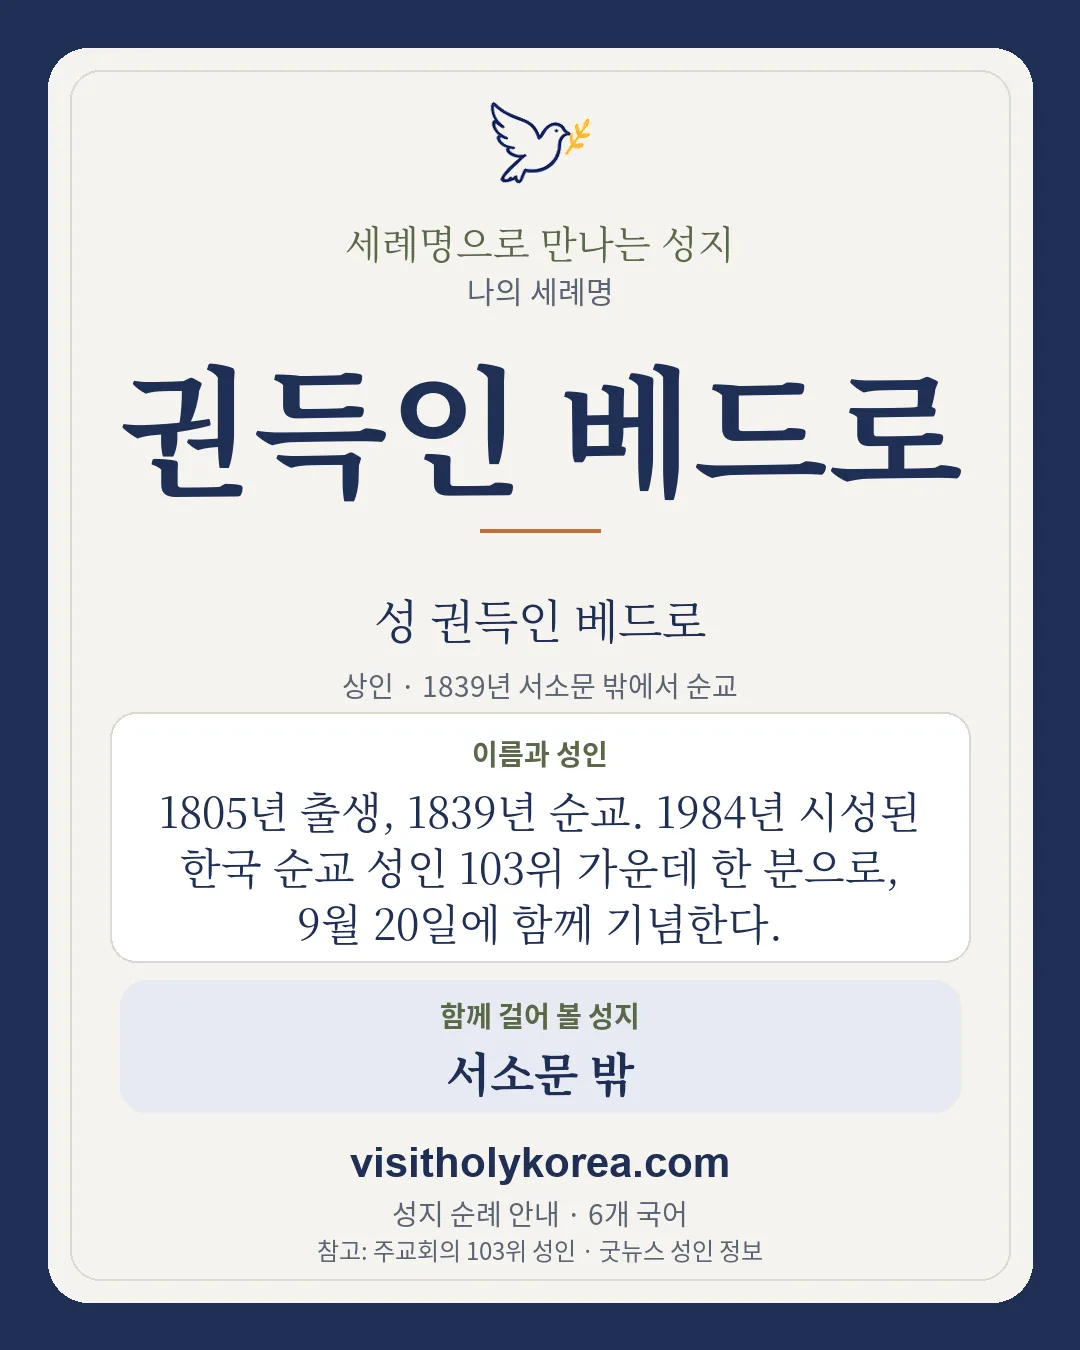 세례명으로 만나는 성지
나의 세례명
권득인 베드로
성 권득인 베드로
상인 · 1839년 서소문 밖에서 순교
이름과 성인
1805년 출생, 1839년 순교. 1984년 시성된
한국 순교 성인 103위 가운데 한 분으로,
9월 20일에 함께 기념한다.
함께 걸어 볼 성지
서소문 밖
visitholykorea.com
성지 순례 안내 · 6개 국어
참고: 주교회의 103위 성인 · 굿뉴스 성인 정보